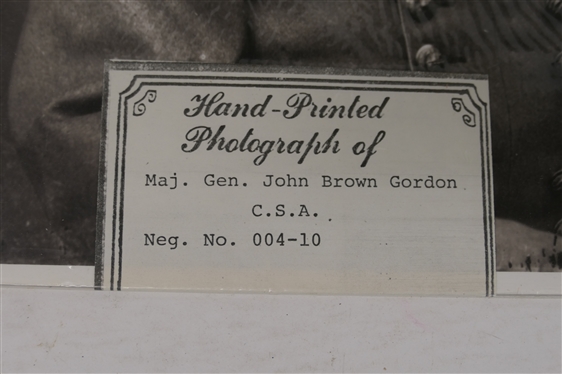 Hand-Printed
Photograph of
Maj. Gen. John Brown Gordon
C.S.A.
Neg. No. 004-10